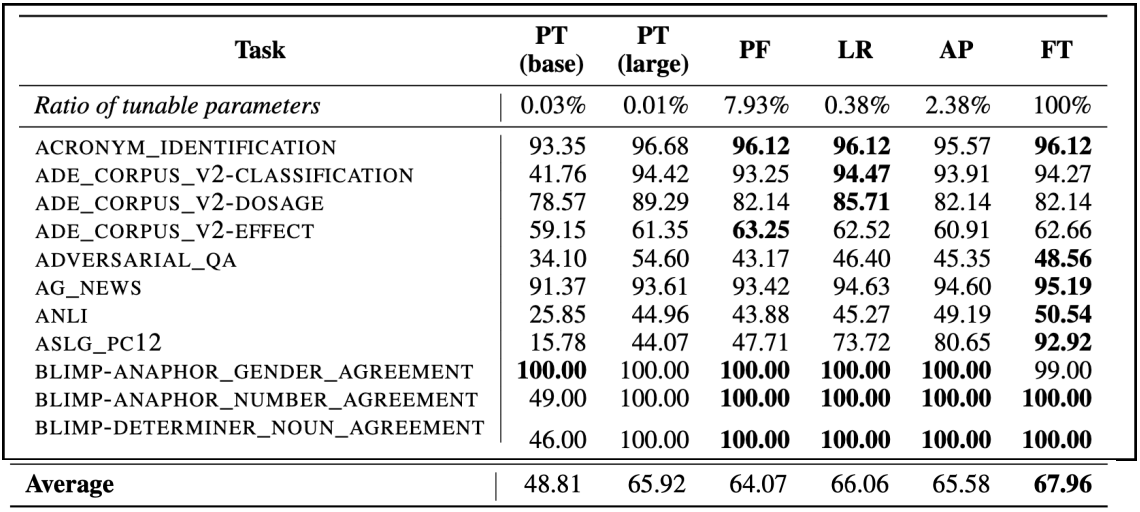 Task PT (base) PT (large) PF LR AP FT
Ratio of tunable parameters 0.03% 0.01% 7.93% 0.38% 2.38% 100%
ACRONYM_IDENTIFICATION 93.35 96.68 96.12 96.12 95.57 96.12
ADE_CORPUS_V2-CLASSIFICATION 41.76 94.42 93.25 94.47 93.91 94.27
ADE_CORPUS_V2-DOSAGE 78.57 89.29 82.14 85.71 82.14 82.14
ADE_CORPUS_V2-EFFECT 59.15 61.35 63.25 62.52 60.91 62.66
ADVERSARIAL_QA 34.10 54.60 43.17 46.40 45.35 48.56
AG_NEWS 91.37 93.61 93.42 94.63 94.60 95.19
ANLI 25.85 44.96 43.88 45.27 49.19 50.54
ASLG_PC12 15.78 44.07 47.71 73.72 80.65 92.92
BLIMP-ANAPHOR_GENDER_AGREEMENT 100.00 100.00 100.00 100.00 100.00 99.00
BLIMP-ANAPHOR_NUMBER_AGREEMENT 49.00 100.00 100.00 100.00 100.00 100.00
BLIMP-DETERMINER_NOUN_AGREEMENT 46.00 100.00 100.00 100.00 100.00 100.00
Average 48.81 65.92 64.07 66.06 65.58 67.96